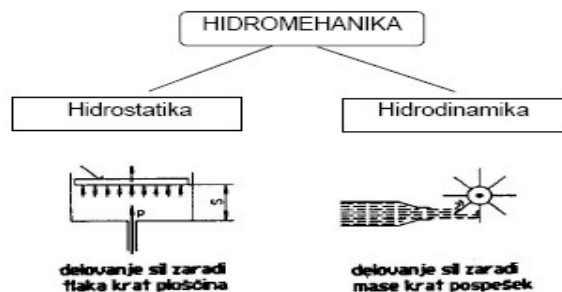 HIDROMEHANIKA
Hidrostatika
Hidrodinamika
P
S
delovanje sil zaradi
tlaka krat ploščina
delovanje sil zaradi
mase krat pospešek